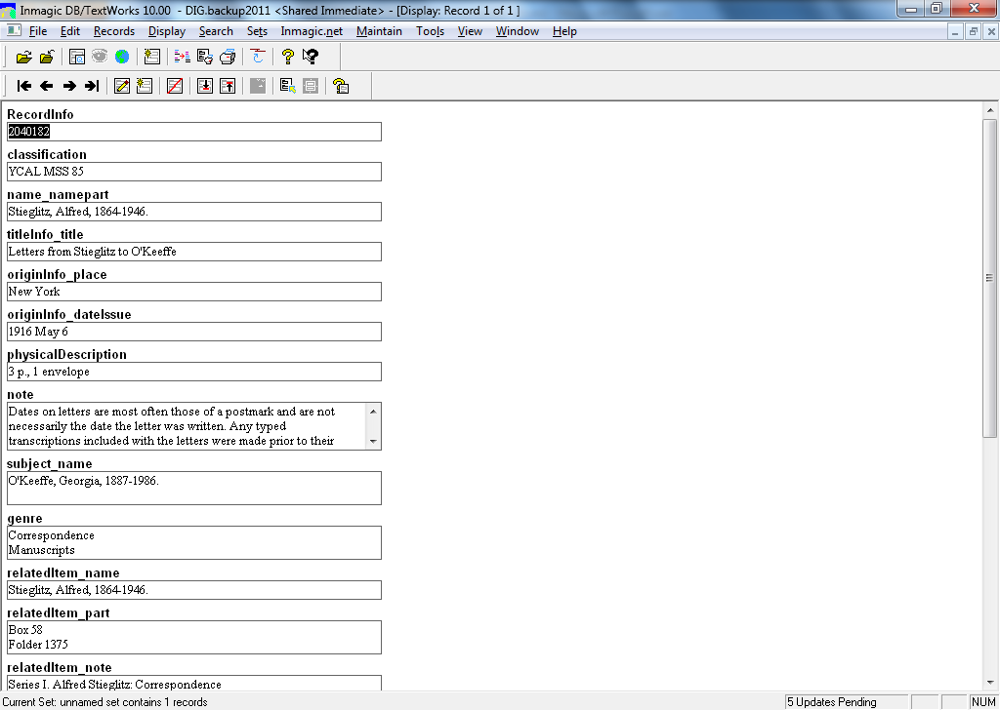 Inmagic DB/TextWorks 10.00 - DIG.backup2011 <Shared Immediate> - [Display: Record 1 of 1 ]
File Edit Records Display Search Sets Inmagic.net Maintain Tools View Window Help
RecordInfo
2040182
classification
YCAL MSS 85
name_namepart
Stieglitz, Alfred, 1864-1946.
titleInfo_title
Letters from Stieglitz to O'Keeffe
originInfo_place
New York
originInfo_dateIssue
1916 May 6
physicalDescription
3 p., 1 envelope
note
Dates on letters are most often those of a postmark and are not
necessarily the date the letter was written. Any typed
transcriptions included with the letters were made prior to their
subject_name
O'Keeffe, Georgia, 1887-1986.
genre
Correspondence
Manuscripts
relatedItem_name
Stieglitz, Alfred, 1864-1946.
relatedItem_part
Box 58
Folder 1375
relatedItem_note
Series I. Alfred Stieglitz: Correspondence
Current Set: unnamed set contains 1 records
5 Updates Pending
NUM